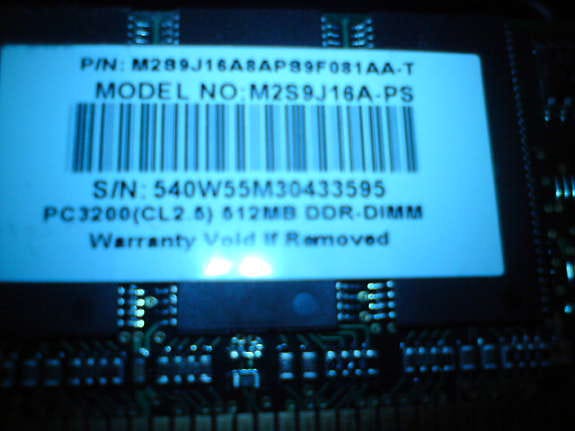 P/N: M2S9J16A8APS9F081AA-T
MODEL NO:M2S9J16A-PS
S/N: 540W55M30433595
PC3200(CL2.5) 512MB DDR-DIMM
Warranty Void If Removed